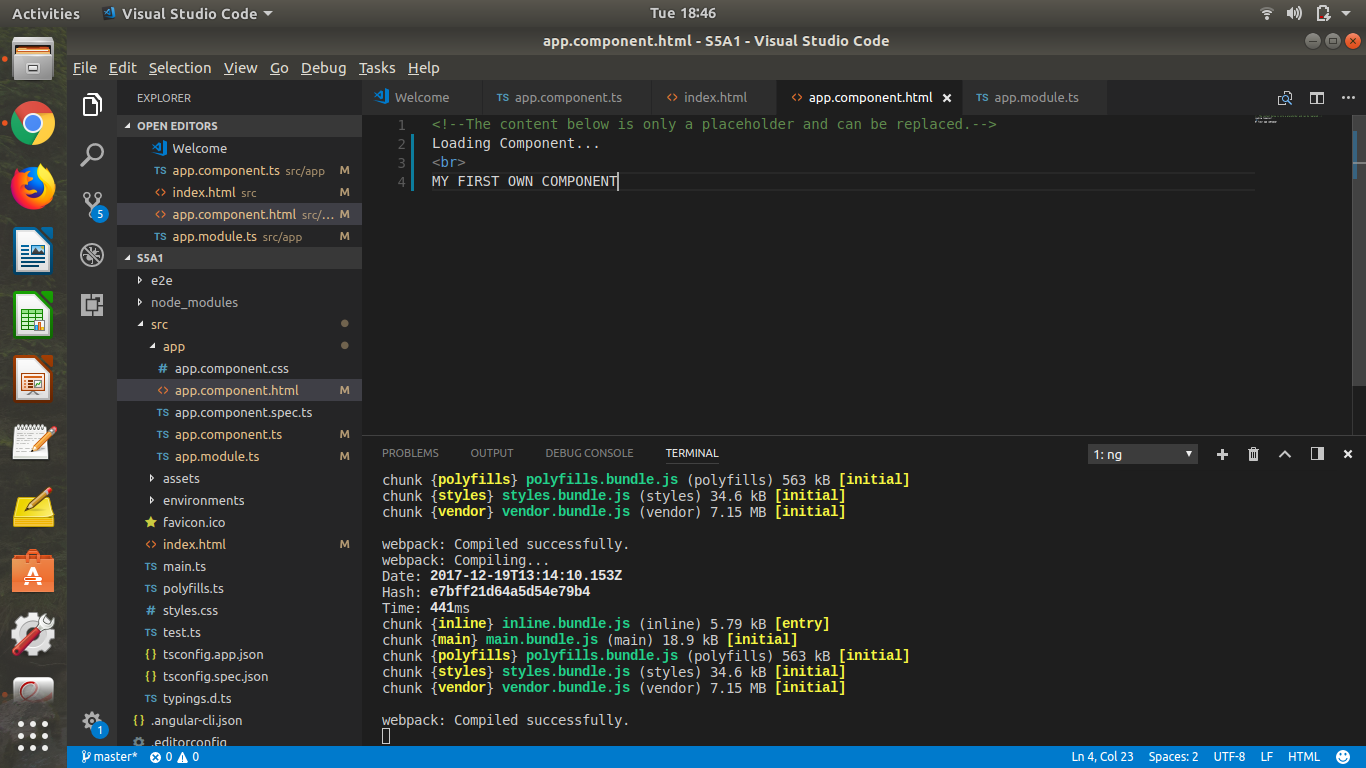 Activities Visual Studio Code Tue 18:46
app.component.html - S5A1 - Visual Studio Code
File Edit Selection View Go Debug Tasks Help
EXPLORER
OPEN EDITORS
Welcome
TS app.component.ts src/app M
<> index.html src M
<> app.component.html src/... M
TS app.module.ts src/app M
S5A1
e2e
node_modules
src
app
# app.component.css
<> app.component.html M
TS app.component.spec.ts
TS app.component.ts M
TS app.module.ts M
assets
environments
favicon.ico
<> index.html M
TS main.ts
TS polyfills.ts
# styles.css
TS test.ts
{} tsconfig.app.json
{} tsconfig.spec.json
TS typings.d.ts
{} .angular-cli.json
.editorconfig
5
1
Welcome TS app.component.ts <> index.html <> app.component.html TS app.module.ts
1 <!--The content below is only a placeholder and can be replaced.-->
2 Loading Component...
3 <br>
4 MY FIRST OWN COMPONENT
PROBLEMS OUTPUT DEBUG CONSOLE TERMINAL 1: ng
chunk {polyfills} polyfills.bundle.js (polyfills) 563 kB [initial]
chunk {styles} styles.bundle.js (styles) 34.6 kB [initial]
chunk {vendor} vendor.bundle.js (vendor) 7.15 MB [initial]
webpack: Compiled successfully.
webpack: Compiling...
Date: 2017-12-19T13:14:10.153Z
Hash: e7bff21d64a5d54e79b4
Time: 441ms
chunk {inline} inline.bundle.js (inline) 5.79 kB [entry]
chunk {main} main.bundle.js (main) 18.9 kB [initial]
chunk {polyfills} polyfills.bundle.js (polyfills) 563 kB [initial]
chunk {styles} styles.bundle.js (styles) 34.6 kB [initial]
chunk {vendor} vendor.bundle.js (vendor) 7.15 MB [initial]
webpack: Compiled successfully.
master* 0 0 Ln 4, Col 23 Spaces: 2 UTF-8 LF HTML